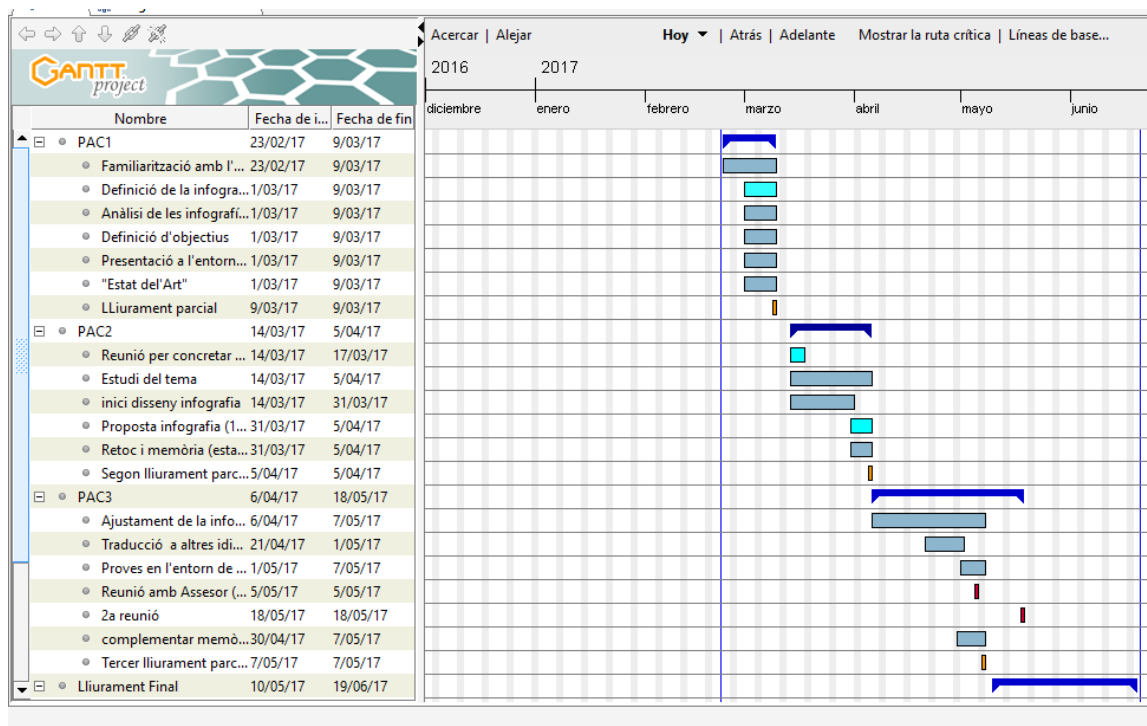 Acercar | Alejar Hoy | Atrás | Adelante Mostrar la ruta crítica | Líneas de base...
GANTT
project
2016 2017
diciembre enero febrero marzo abril mayo junio
Nombre Fecha de i... Fecha de fin
PAC1 23/02/17 9/03/17
Familiarització amb l'... 23/02/17 9/03/17
Definició de la infogra... 1/03/17 9/03/17
Anàlisi de les infografí... 1/03/17 9/03/17
Definició d'objectius 1/03/17 9/03/17
Presentació a l'entorn... 1/03/17 9/03/17
"Estat del'Art" 1/03/17 9/03/17
LLiurament parcial 9/03/17 9/03/17
PAC2 14/03/17 5/04/17
Reunió per concretar ... 14/03/17 17/03/17
Estudi del tema 14/03/17 5/04/17
inici disseny infografia 14/03/17 31/03/17
Proposta infografia (1... 31/03/17 5/04/17
Retoc i memòria (esta... 31/03/17 5/04/17
Segon lliurament parc... 5/04/17 5/04/17
PAC3 6/04/17 18/05/17
Ajustament de la info... 6/04/17 7/05/17
Traducció a altres idi... 21/04/17 1/05/17
Proves en l'entorn de ... 1/05/17 7/05/17
Reunió amb Assesor (... 5/05/17 5/05/17
2a reunió 18/05/17 18/05/17
complementar memò... 30/04/17 7/05/17
Tercer lliurament parc... 7/05/17 7/05/17
Lliurament Final 10/05/17 19/06/17